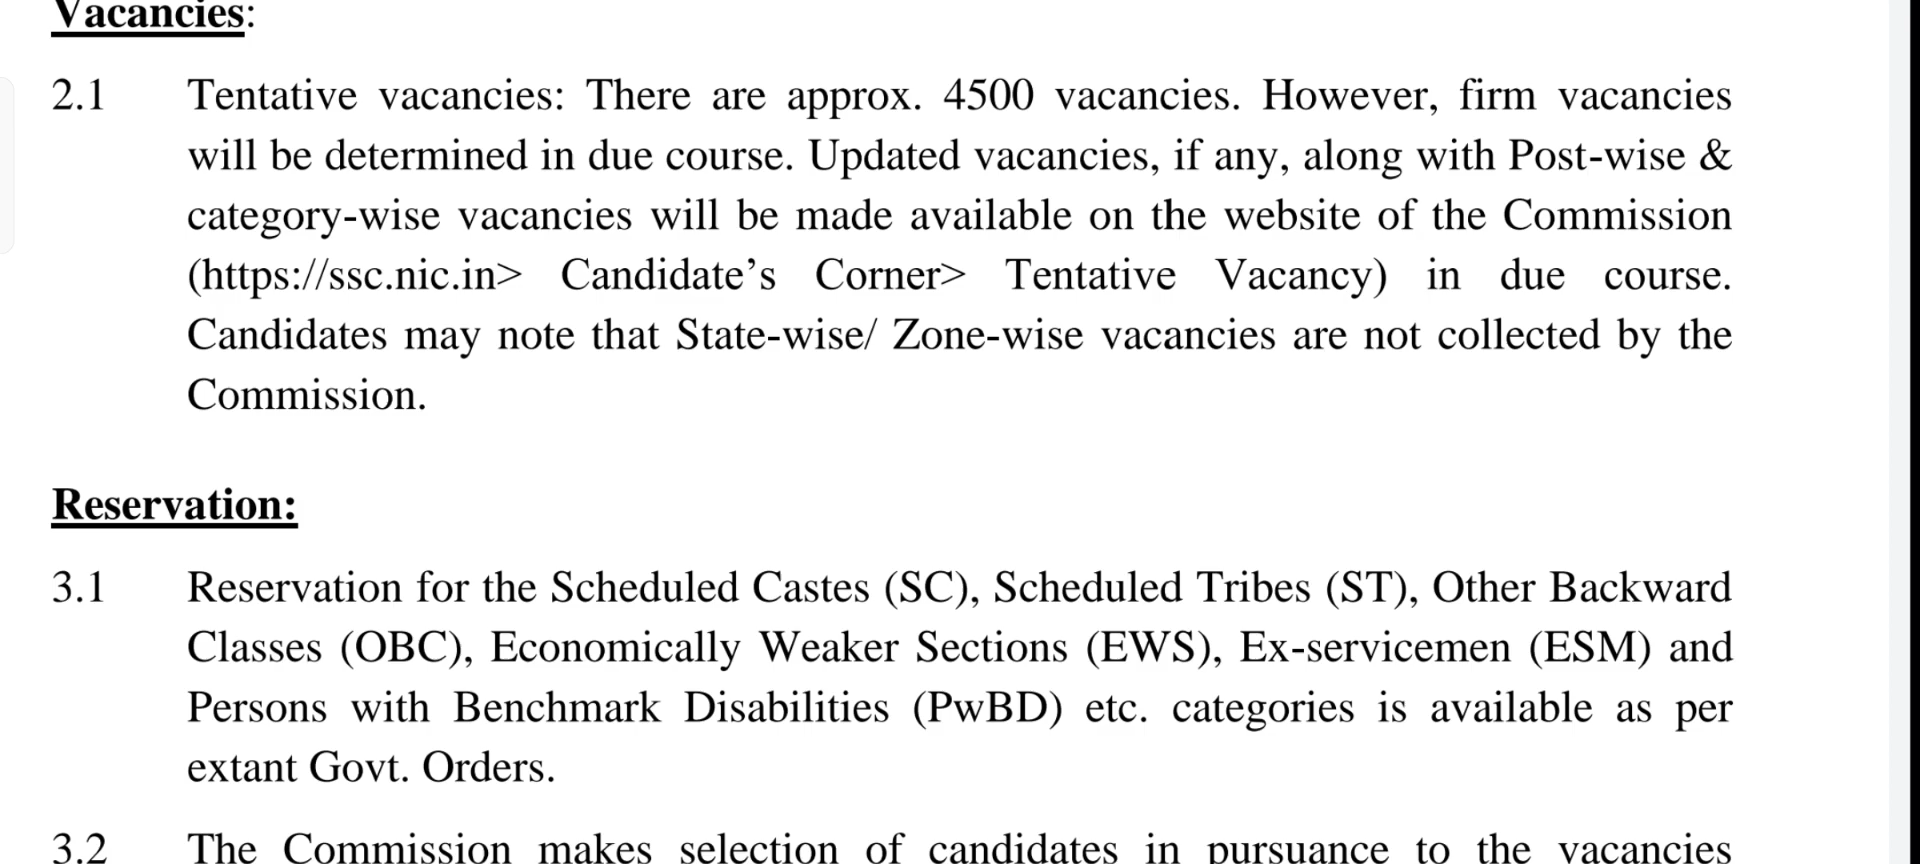 Vacancies:
2.1 Tentative vacancies: There are approx. 4500 vacancies. However, firm vacancies
will be determined in due course. Updated vacancies, if any, along with Post-wise &
category-wise vacancies will be made available on the website of the Commission
(https://ssc.nic.in> Candidate’s Corner> Tentative Vacancy) in due course.
Candidates may note that State-wise/ Zone-wise vacancies are not collected by the
Commission.
Reservation:
3.1 Reservation for the Scheduled Castes (SC), Scheduled Tribes (ST), Other Backward
Classes (OBC), Economically Weaker Sections (EWS), Ex-servicemen (ESM) and
Persons with Benchmark Disabilities (PwBD) etc. categories is available as per
extant Govt. Orders.
3.2 The Commission makes selection of candidates in pursuance to the vacancies